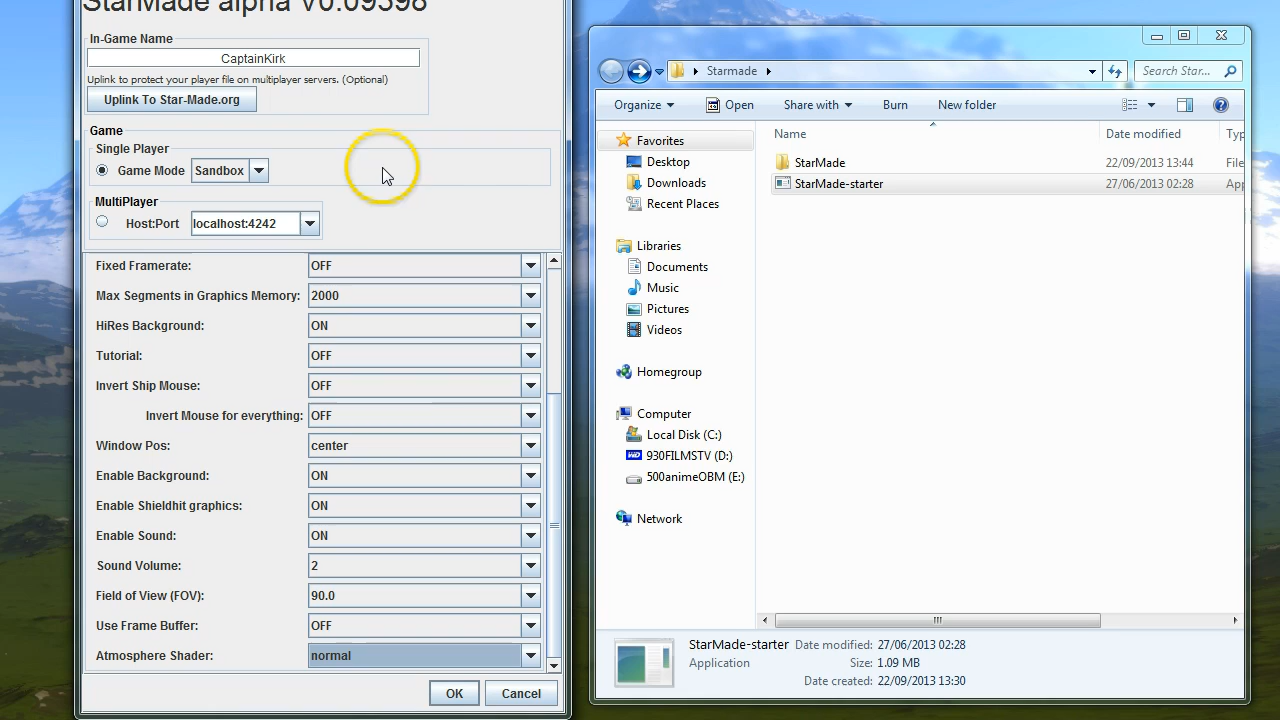 StarMade alpha v0.09398
In-Game Name
CaptainKirk
Uplink to protect your player file on multiplayer servers. (Optional)
Uplink To Star-Made.org
Game
Single Player
Game Mode Sandbox
MultiPlayer
Host:Port localhost:4242
Fixed Framerate: OFF
Max Segments in Graphics Memory: 2000
HiRes Background: ON
Tutorial: OFF
Invert Ship Mouse: OFF
Invert Mouse for everything: OFF
Window Pos: center
Enable Background: ON
Enable Shieldhit graphics: ON
Enable Sound: ON
Sound Volume: 2
Field of View (FOV): 90.0
Use Frame Buffer: OFF
Atmosphere Shader: normal
OK Cancel
Starmade
Search Star...
Organize Open Share with Burn New folder
Name Date modified Typ
StarMade 22/09/2013 13:44 File
StarMade-starter 27/06/2013 02:28 App
Favorites
Desktop
Downloads
Recent Places
Libraries
Documents
Music
Pictures
Videos
Homegroup
Computer
Local Disk (C:)
WD 930FILMSTV (D:)
500animeOBM (E:)
Network
StarMade-starter Date modified: 27/06/2013 02:28
Application Size: 1.09 MB
Date created: 22/09/2013 13:30